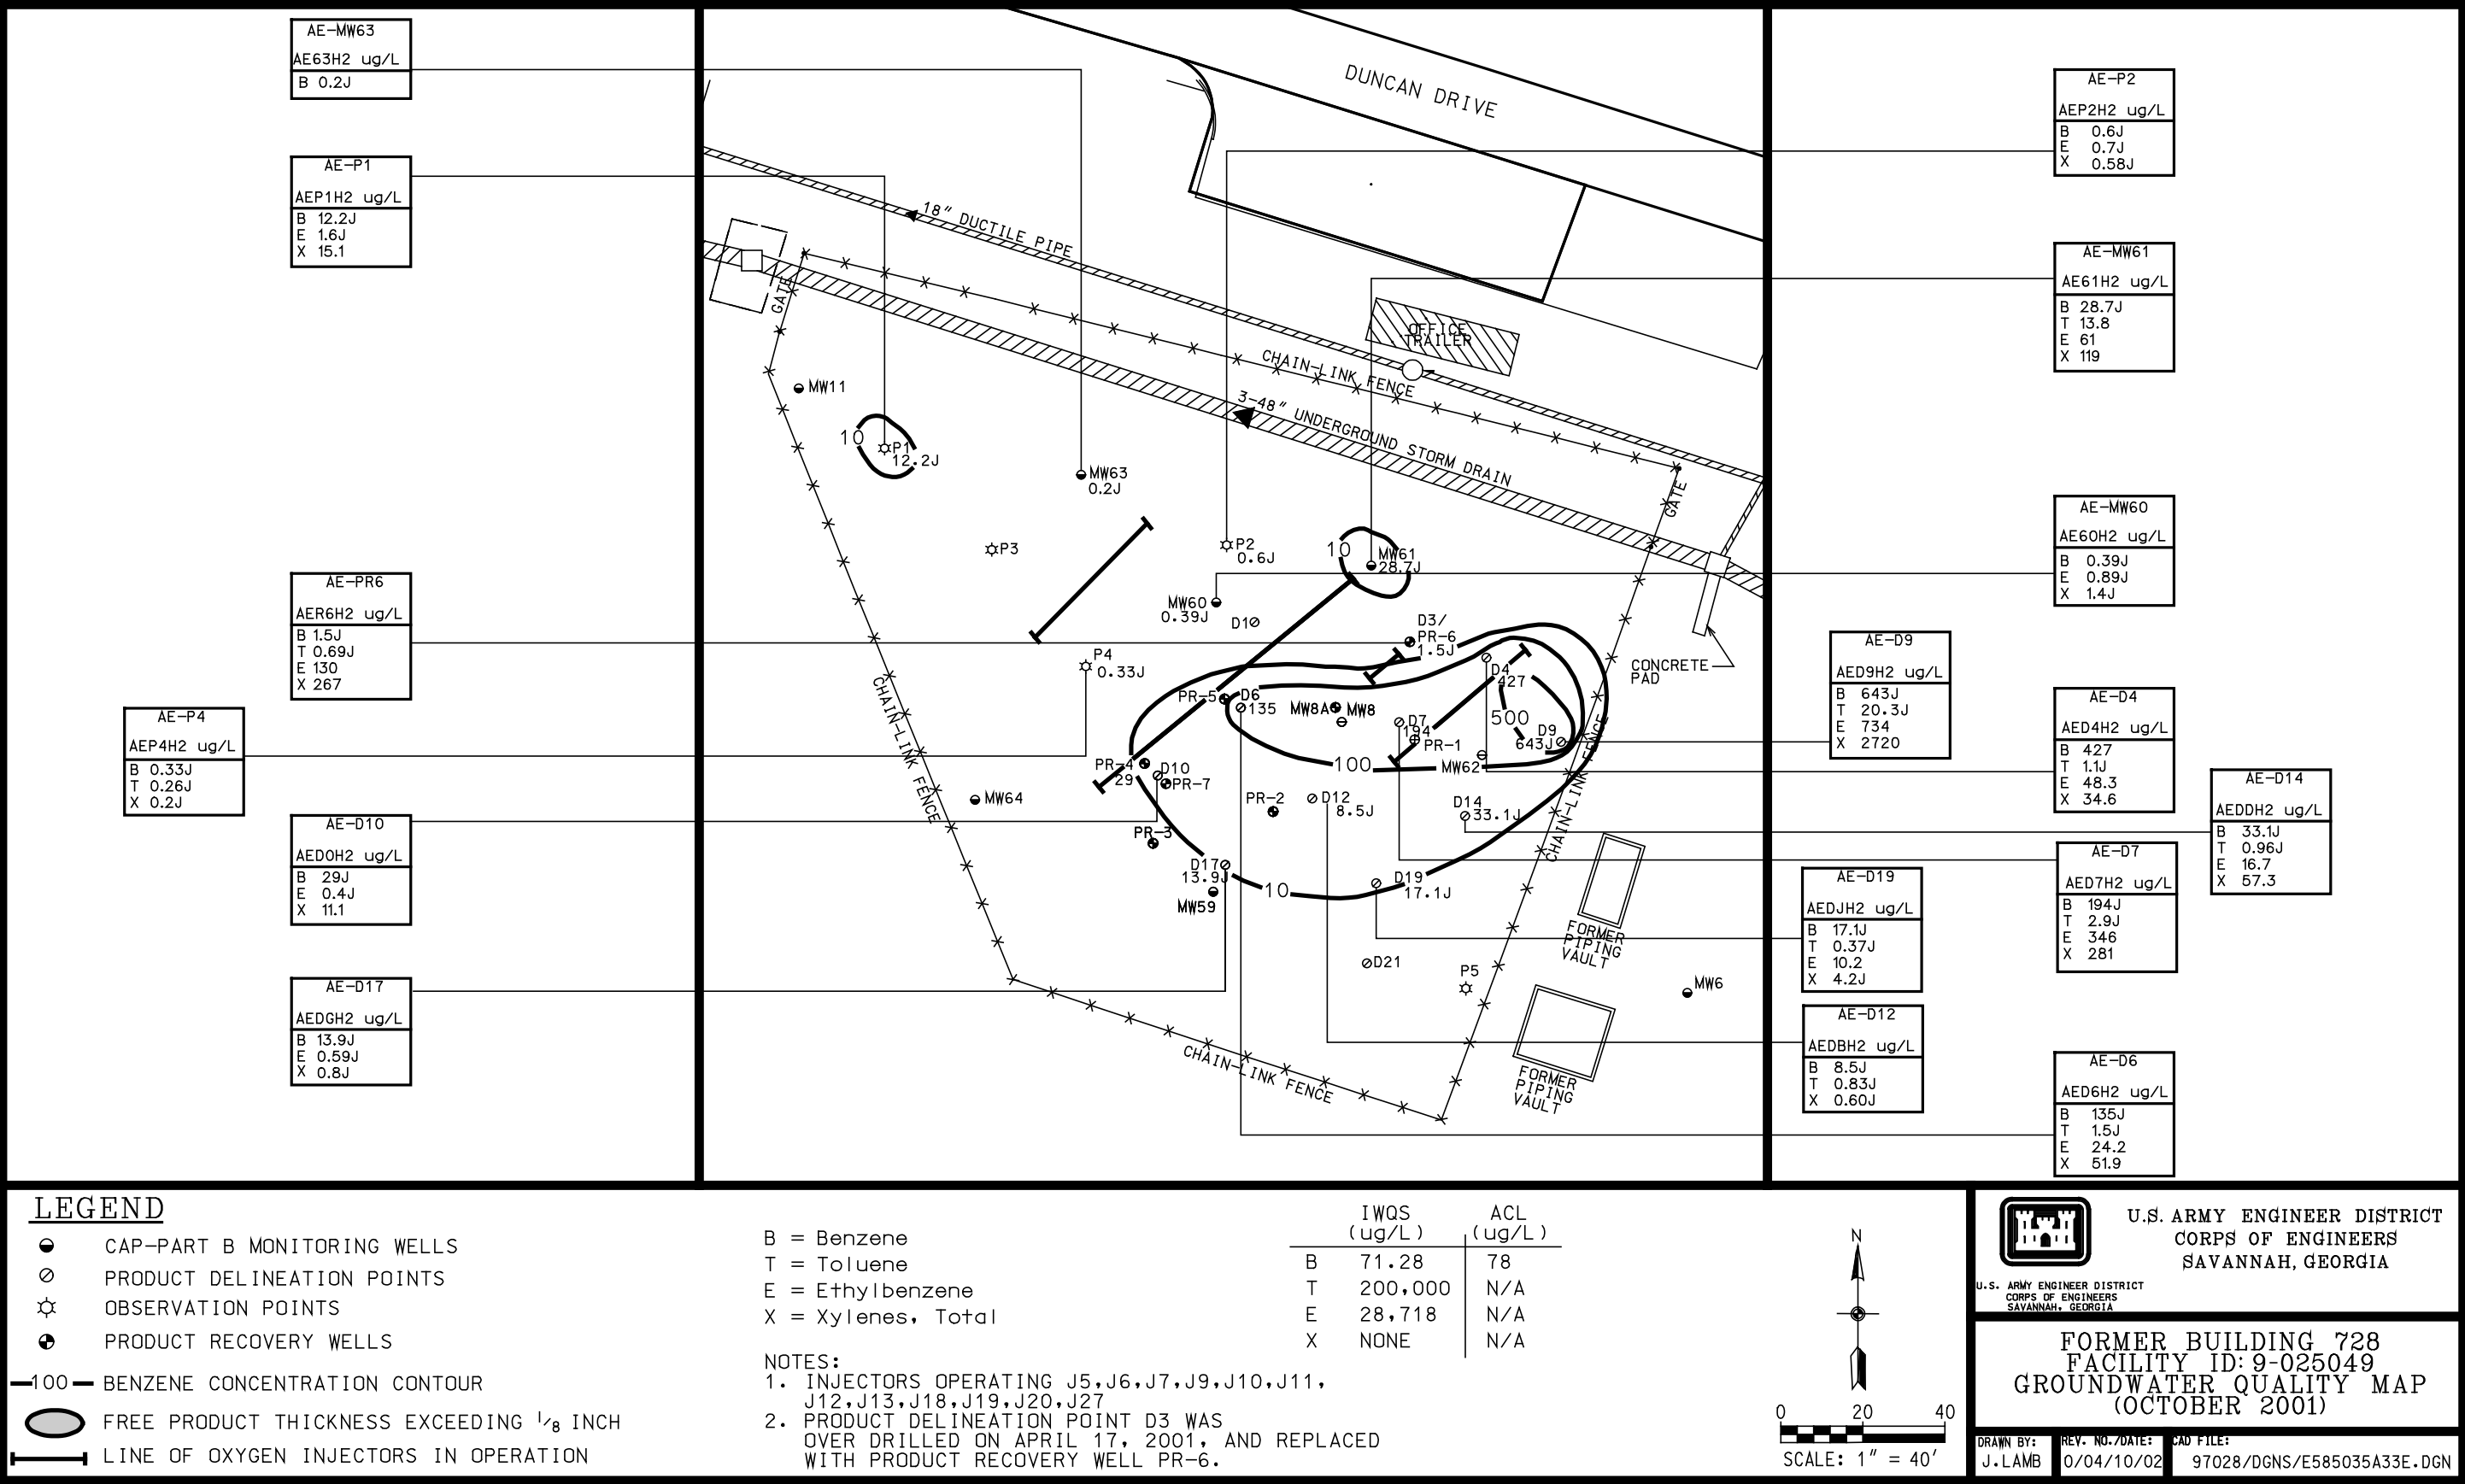 AE-MW63
AE63H2 ug/L
B 0.2J
AE-P1
AEP1H2 ug/L
B 12.2J
E 1.6J
X 15.1
AE-PR6
AER6H2 ug/L
B 1.5J
T 0.69J
E 130
X 267
AE-P4
AEP4H2 ug/L
B 0.33J
T 0.26J
X 0.2J
AE-D10
AED0H2 ug/L
B 29J
E 0.4J
X 11.1
AE-D17
AEDGH2 ug/L
B 13.9J
E 0.59J
X 0.8J
DUNCAN DRIVE
18" DUCTILE PIPE
GATE
OFFICE
TRAILER
CHAIN-LINK FENCE
3-48" UNDERGROUND STORM DRAIN
GATE
MW11
10
P1
12.2J
MW63
0.2J
P3
P2
0.6J
10
MW61
28.7J
MW60
0.39J
D1
D3/
PR-6
1.5J
P4
0.33J
CONCRETE
PAD
D4
427
PR-5
D6
135
MW8A
MW8
D7
194
PR-1
500
D9
643J
MW62
100
PR-4
29
D10
PR-7
MW64
PR-2
D12
8.5J
D14
33.1J
PR-3
D17
13.9J
MW59
10
D19
17.1J
CHAIN-LINK FENCE
CHAIN-LINK FENCE
CHAIN-LINK FENCE
FORMER
PIPING
VAULT
D21
P5
MW6
CHAIN-LINK FENCE
FORMER
PIPING
VAULT
AE-P2
AEP2H2 ug/L
B 0.6J
E 0.7J
X 0.58J
AE-MW61
AE61H2 ug/L
B 28.7J
T 13.8
E 61
X 119
AE-MW60
AE60H2 ug/L
B 0.39J
E 0.89J
X 1.4J
AE-D9
AED9H2 ug/L
B 643J
T 20.3J
E 734
X 2720
AE-D4
AED4H2 ug/L
B 427
T 1.1J
E 48.3
X 34.6
AE-D14
AEDDH2 ug/L
B 33.1J
T 0.96J
E 16.7
X 57.3
AE-D7
AED7H2 ug/L
B 194J
T 2.9J
E 346
X 281
AE-D19
AEDJH2 ug/L
B 17.1J
T 0.37J
E 10.2
X 4.2J
AE-D12
AEDBH2 ug/L
B 8.5J
T 0.83J
X 0.60J
AE-D6
AED6H2 ug/L
B 135J
T 1.5J
E 24.2
X 51.9
LEGEND
CAP-PART B MONITORING WELLS
PRODUCT DELINEATION POINTS
OBSERVATION POINTS
PRODUCT RECOVERY WELLS
100 BENZENE CONCENTRATION CONTOUR
FREE PRODUCT THICKNESS EXCEEDING 1/8 INCH
LINE OF OXYGEN INJECTORS IN OPERATION
B = Benzene
T = Toluene
E = Ethylbenzene
X = Xylenes, Total
NOTES:
1. INJECTORS OPERATING J5,J6,J7,J9,J10,J11,
J12,J13,J18,J19,J20,J27
2. PRODUCT DELINEATION POINT D3 WAS
OVER DRILLED ON APRIL 17, 2001, AND REPLACED
WITH PRODUCT RECOVERY WELL PR-6.
IWQS ACL
(ug/L) (ug/L)
B 71.28 78
T 200,000 N/A
E 28,718 N/A
X NONE N/A
N
0 20 40
SCALE: 1" = 40'
U.S. ARMY ENGINEER DISTRICT
CORPS OF ENGINEERS
SAVANNAH, GEORGIA
U.S. ARMY ENGINEER DISTRICT
CORPS OF ENGINEERS
SAVANNAH, GEORGIA
FORMER BUILDING 728
FACILITY ID: 9-025049
GROUNDWATER QUALITY MAP
(OCTOBER 2001)
DRAWN BY:
J.LAMB
REV. NO./DATE:
0/04/10/02
CAD FILE:
97028/DGNS/E585035A33E.DGN